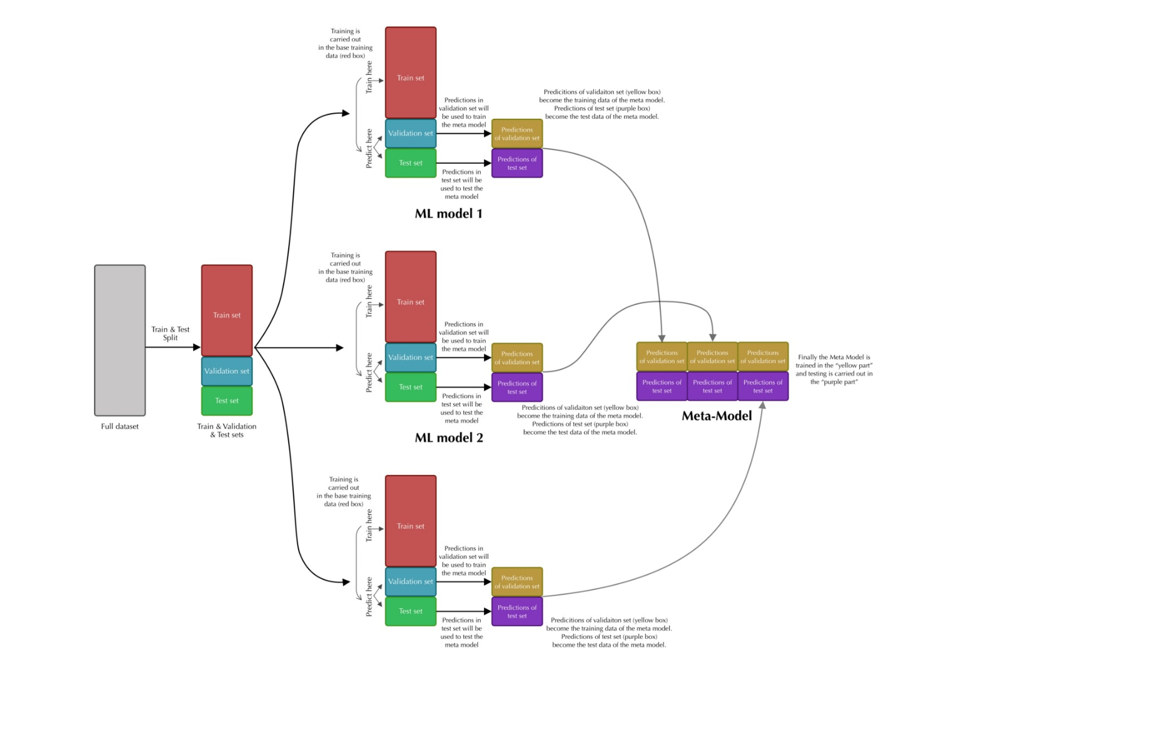 Full dataset
Train & Test
Split
Train set
Validation set
Test set
Train & Validation
& Test sets
Training is
carried out
in the base training
data (red box)
Train here
Predict here
Train set
Validation set
Test set
Predictions in
validation set will
be used to train
the meta model
Predictions in
test set will be
used to test the
meta model
Predictions
of validation set
Predictions of
test set
Predicitions of validaiton set (yellow box)
become the training data of the meta model.
Predictions of test set (purple box)
become the test data of the meta model.
ML model 1
Training is
carried out
in the base training
data (red box)
Train here
Predict here
Train set
Validation set
Test set
Predictions in
validation set will
be used to train
the meta model
Predictions in
test set will be
used to test the
meta model
Predictions
of validation set
Predictions of
test set
Predicitions of validaiton set (yellow box)
become the training data of the meta model.
Predictions of test set (purple box)
become the test data of the meta model.
ML model 2
Training is
carried out
in the base training
data (red box)
Train here
Predict here
Train set
Validation set
Test set
Predictions in
validation set will
be used to train
the meta model
Predictions in
test set will be
used to test the
meta model
Predictions
of validation set
Predictions of
test set
Predicitions of validaiton set (yellow box)
become the training data of the meta model.
Predictions of test set (purple box)
become the test data of the meta model.
Predictions
of validation set
Predictions
of validation set
Predictions
of validation set
Predictions of
test set
Predictions of
test set
Predictions of
test set
Meta-Model
Finally the Meta Model is
trained in the "yellow part"
and testing is carried out in
the "purple part"